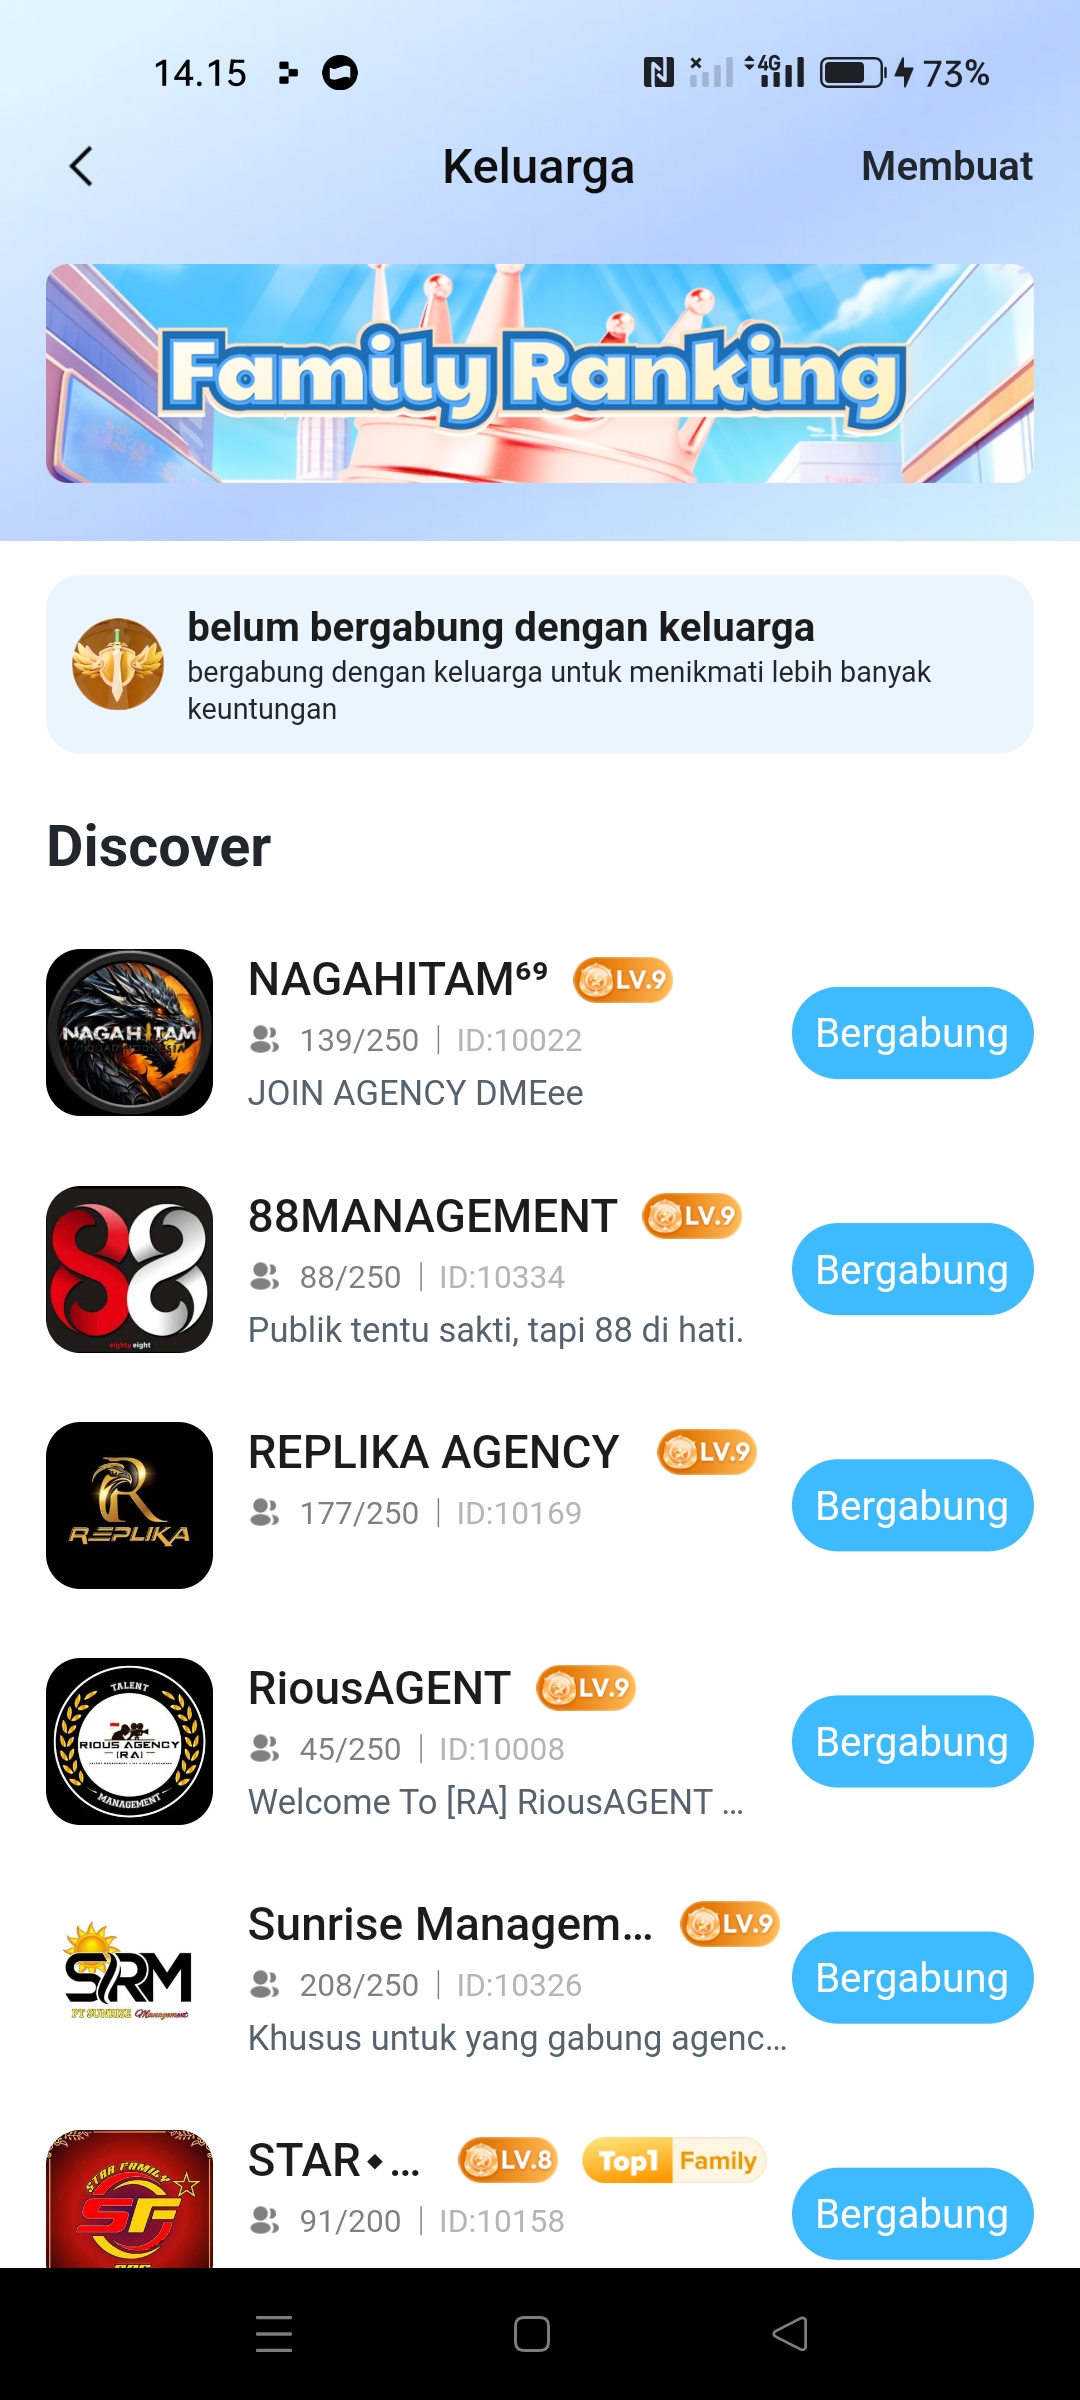 14.15
4G
73%
Keluarga
Membuat
Family Ranking
belum bergabung dengan keluarga
bergabung dengan keluarga untuk menikmati lebih banyak
keuntungan
Discover
NAGAHITAM
NAGAHITAM⁶⁹
LV.9
139/250
ID:10022
JOIN AGENCY DMEee
Bergabung
88
eighty eight
88MANAGEMENT
LV.9
88/250
ID:10334
Publik tentu sakti, tapi 88 di hati.
Bergabung
R
REPLIKA
REPLIKA AGENCY
LV.9
177/250
ID:10169
Bergabung
TALENT
RIOUS AGENCY
[RA]
MANAGEMENT
RiousAGENT
LV.9
45/250
ID:10008
Welcome To [RA] RiousAGENT ...
Bergabung
SRM
PT SUNRISE Management
Sunrise Managem...
LV.9
208/250
ID:10326
Khusus untuk yang gabung agenc...
Bergabung
STAR FAMILY
SF
STAR⬩...
LV.8
Top1 Family
91/200
ID:10158
Bergabung